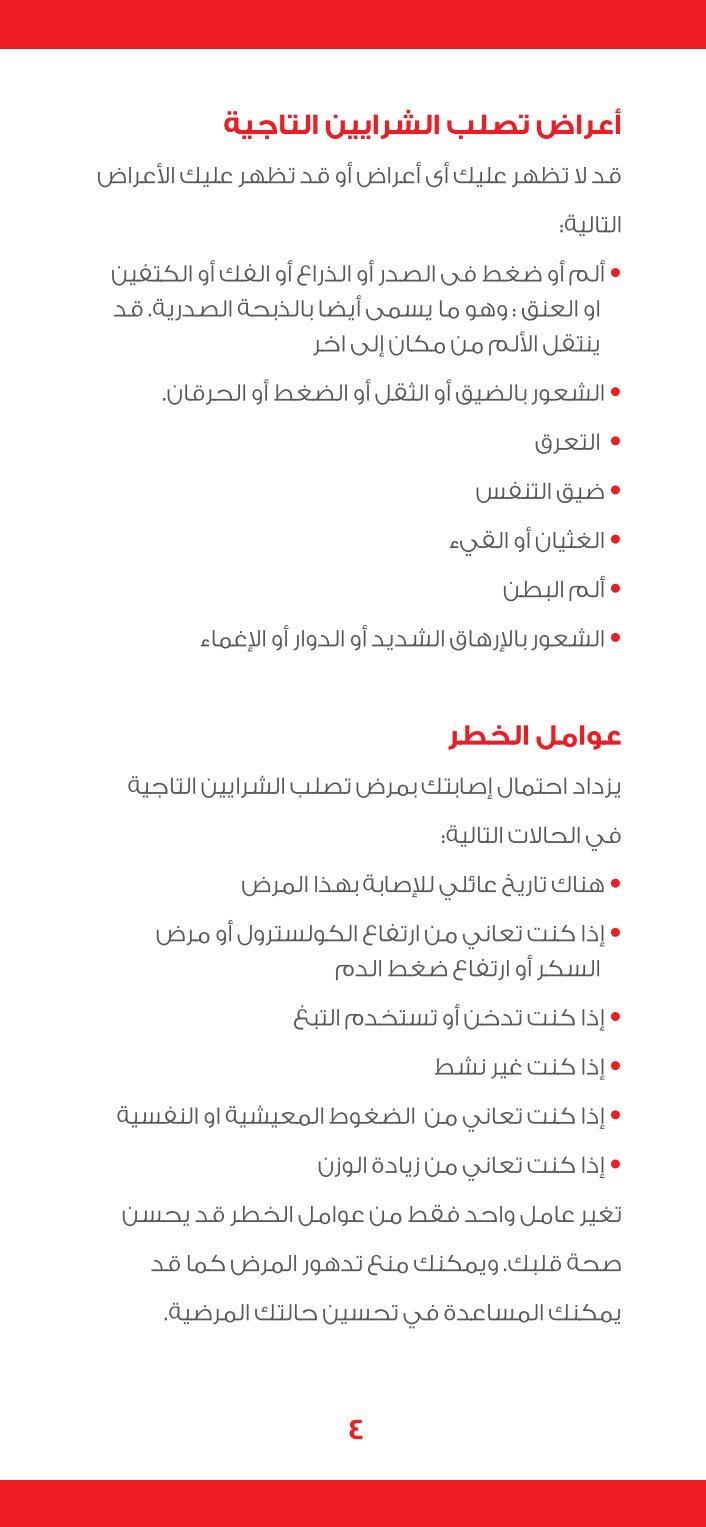 أعراض تصلب الشرايين التاجية
قد لا تظهر عليك أى أعراض أو قد تظهر عليك الأعراض
التالية:
• ألم أو ضغط فى الصدر أو الذراع أو الفك أو الكتفين
او العنق : وهو ما يسمى أيضا بالذبحة الصدرية. قد
ينتقل الألم من مكان إلى اخر
• الشعور بالضيق أو الثقل أو الضغط أو الحرقان.
• التعرق
• ضيق التنفس
• الغثيان أو القيء
• ألم البطن
• الشعور بالإرهاق الشديد أو الدوار أو الإغماء
عوامل الخطر
يزداد احتمال إصابتك بمرض تصلب الشرايين التاجية
في الحالات التالية:
• هناك تاريخ عائلي للإصابة بهذا المرض
• إذا كنت تعاني من ارتفاع الكولسترول أو مرض
السكر أو ارتفاع ضغط الدم
• إذا كنت تدخن أو تستخدم التبغ
• إذا كنت غير نشط
• إذا كنت تعاني من الضغوط المعيشية او النفسية
• إذا كنت تعاني من زيادة الوزن
تغير عامل واحد فقط من عوامل الخطر قد يحسن
صحة قلبك. ويمكنك منع تدهور المرض كما قد
يمكنك المساعدة في تحسين حالتك المرضية.
٤